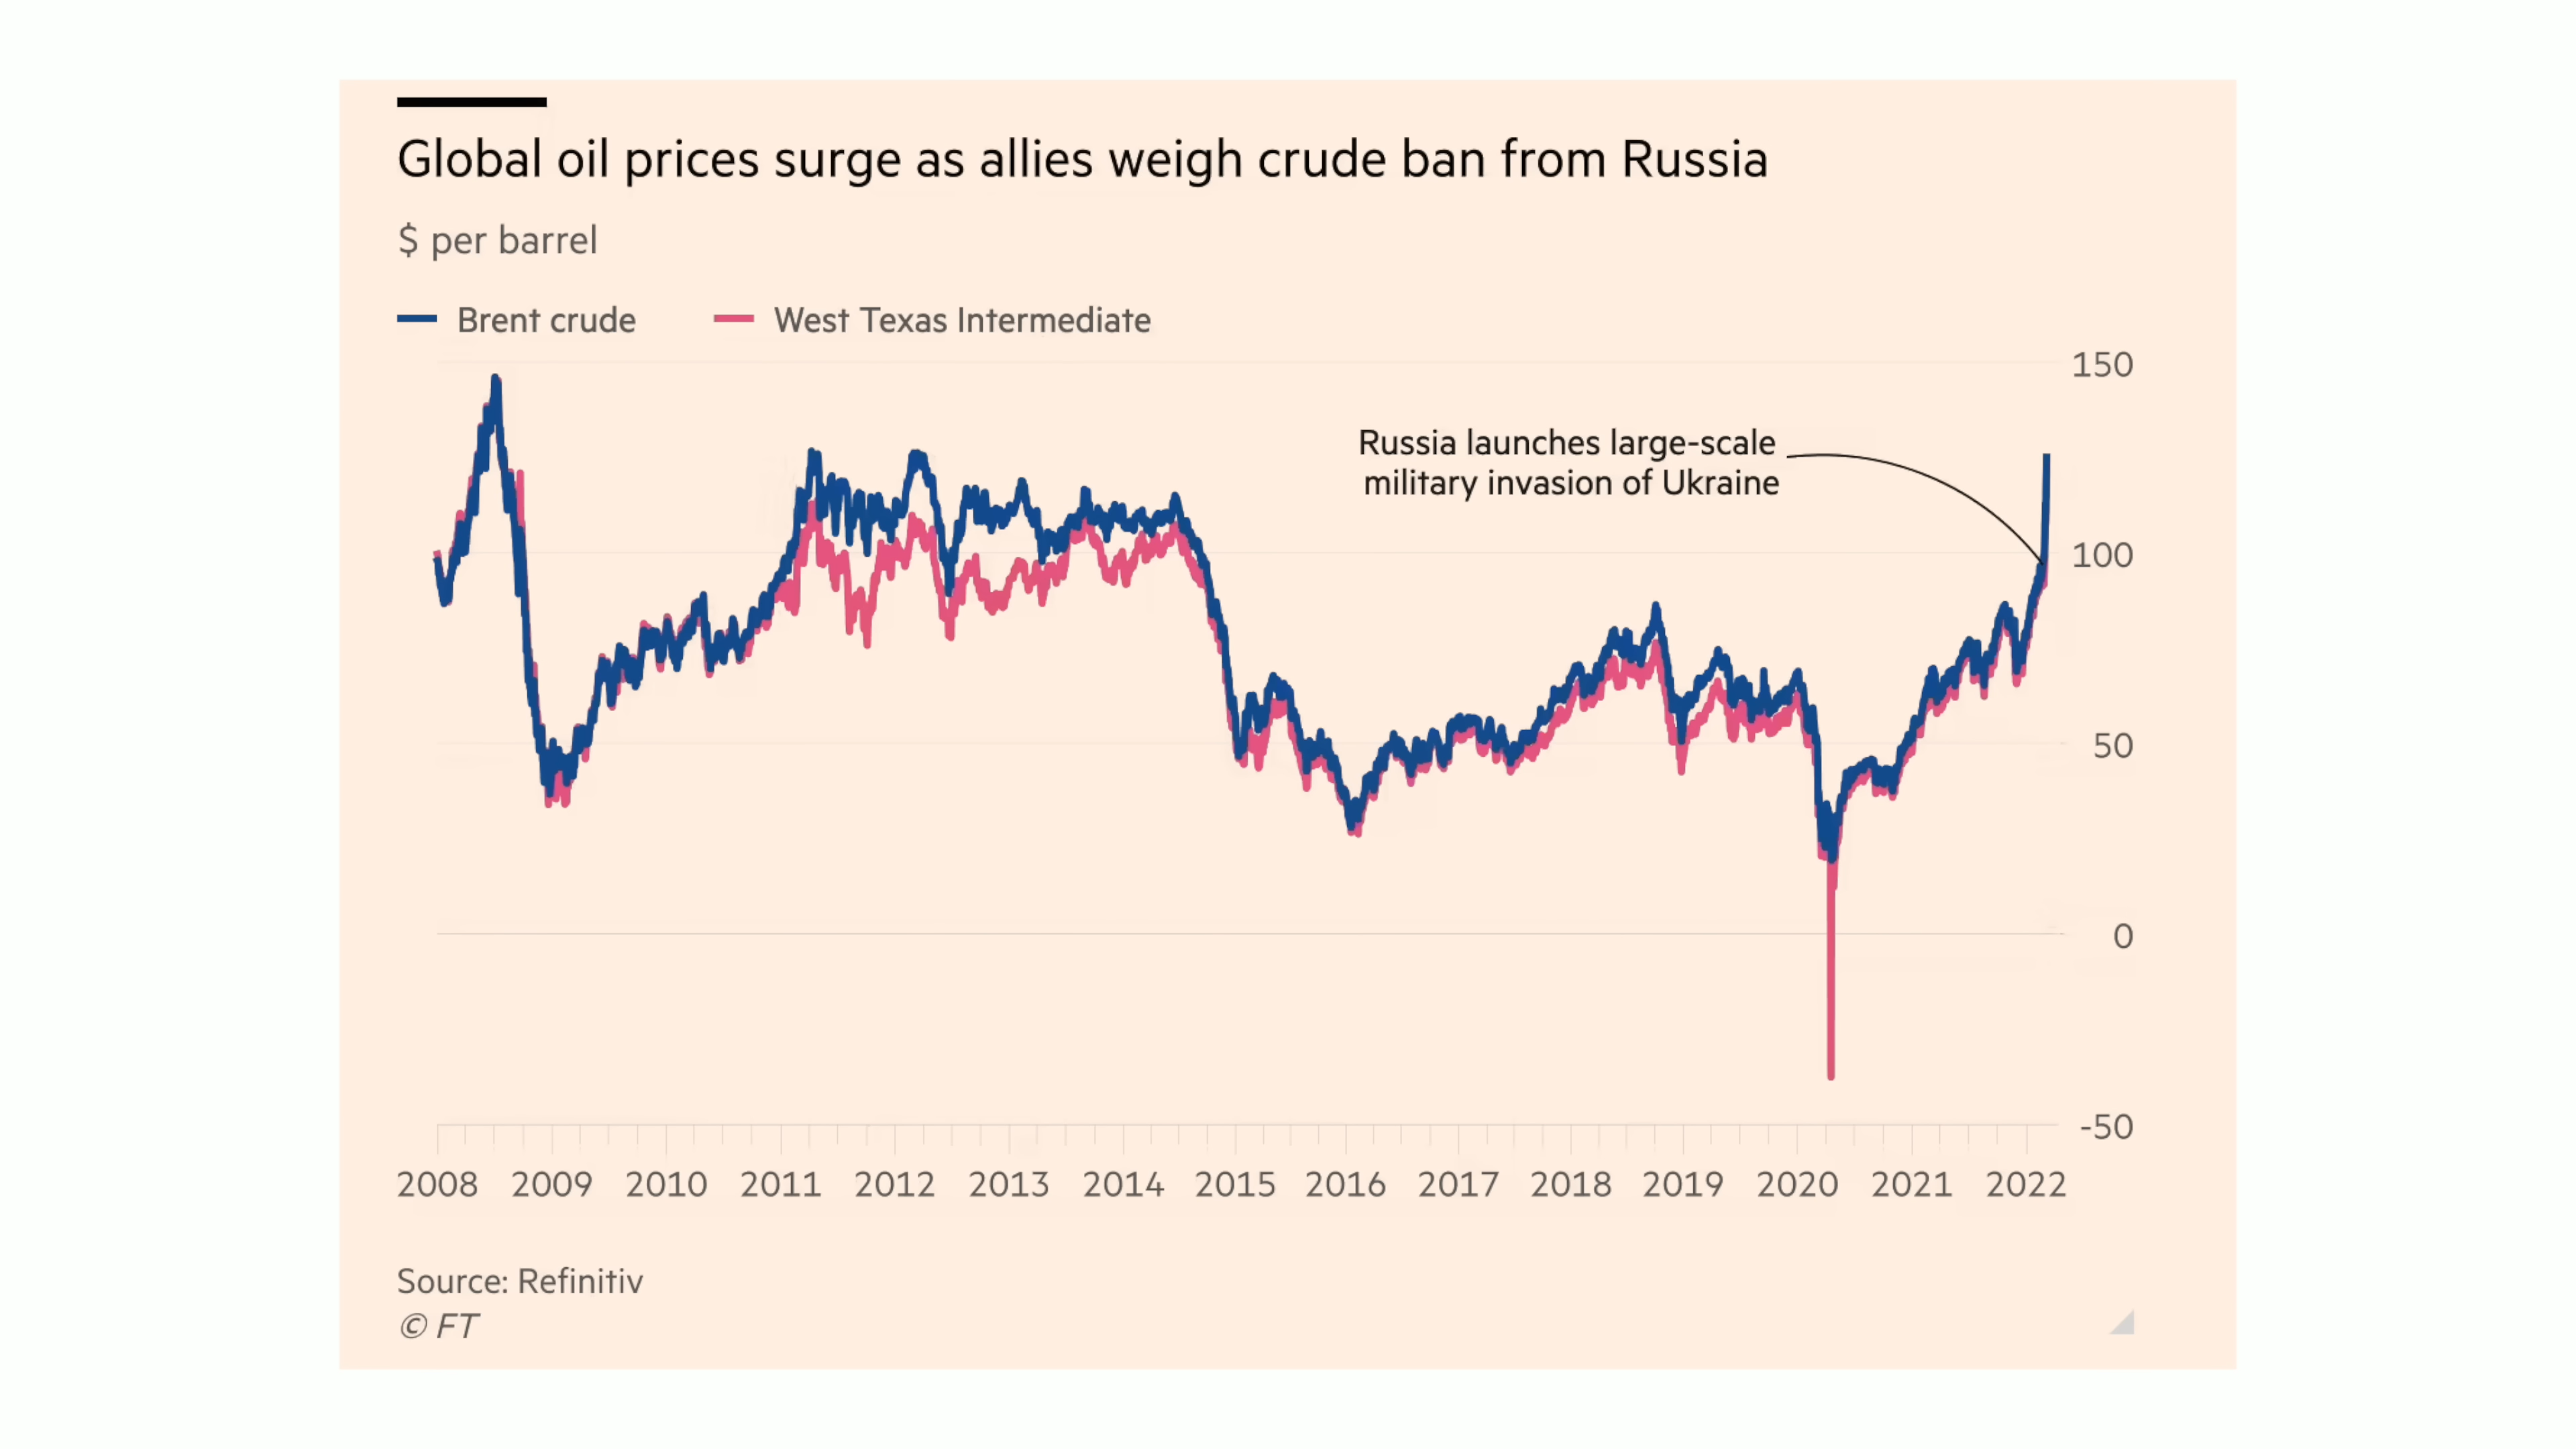 Global oil prices surge as allies weigh crude ban from Russia
$ per barrel
Brent crude
West Texas Intermediate
150
Russia launches large-scale
military invasion of Ukraine
100
50
0
-50
2008 2009 2010 2011 2012 2013 2014 2015 2016 2017 2018 2019 2020 2021 2022
Source: Refinitiv
© FT